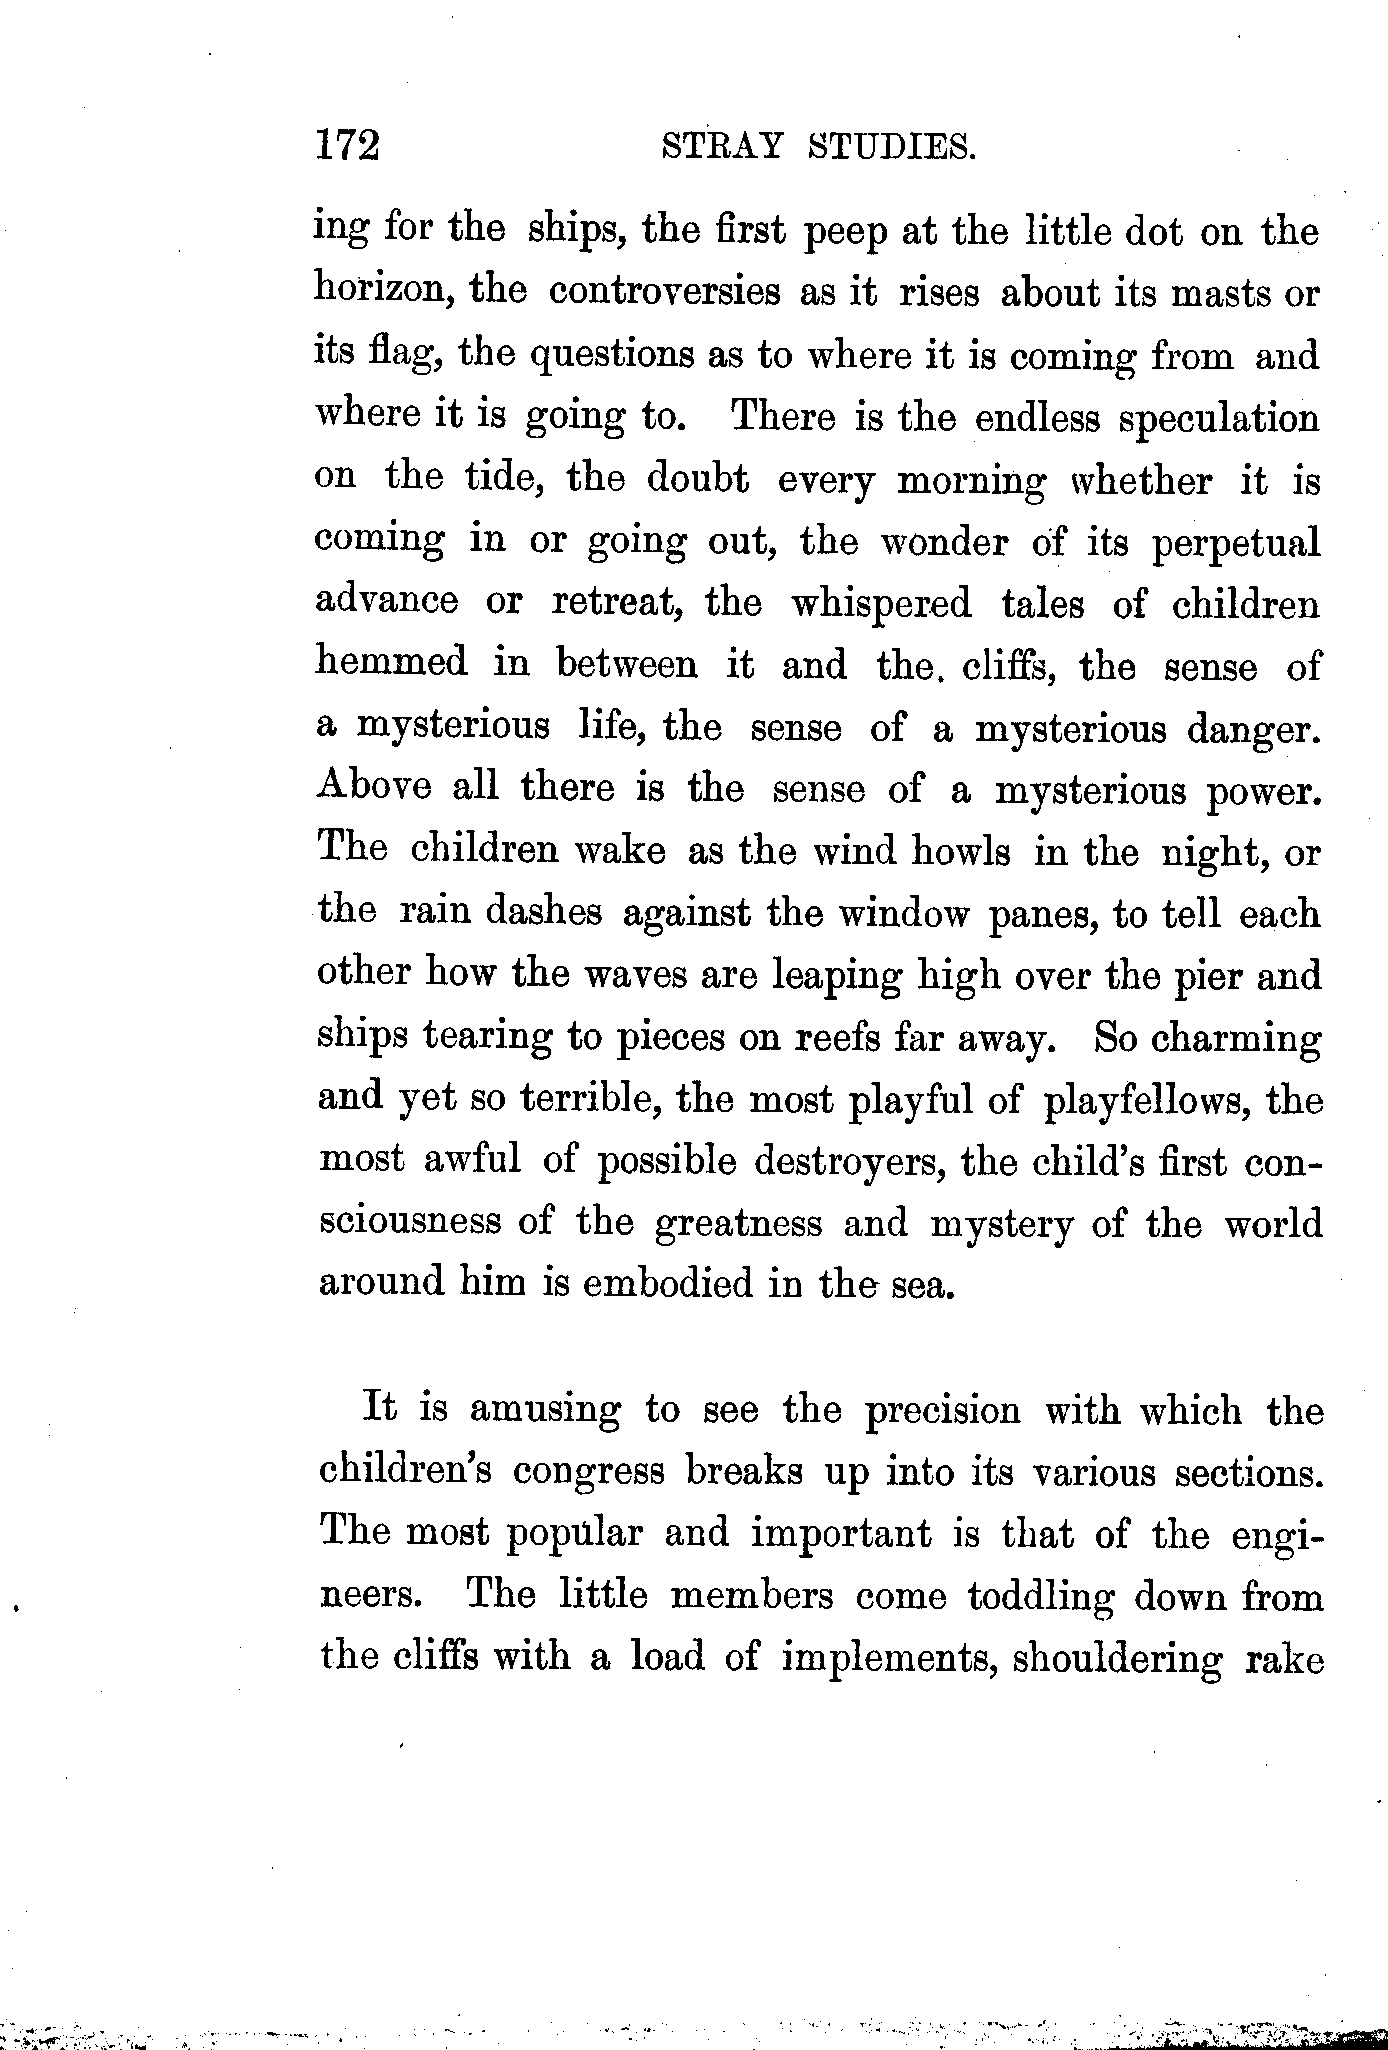 172 STRAY STUDIES.
ing for the ships, the first peep at the little dot on the
horizon, the controversies as it rises about its masts or
its flag, the questions as to where it is coming from and
where it is going to. There is the endless speculation
on the tide, the doubt every morning whether it is
coming in or going out, the wonder of its perpetual
advance or retreat, the whispered tales of children
hemmed in between it and the cliffs, the sense of
a mysterious life, the sense of a mysterious danger.
Above all there is the sense of a mysterious power.
The children wake as the wind howls in the night, or
the rain dashes against the window panes, to tell each
other how the waves are leaping high over the pier and
ships tearing to pieces on reefs far away. So charming
and yet so terrible, the most playful of playfellows, the
most awful of possible destroyers, the child's first con-
sciousness of the greatness and mystery of the world
around him is embodied in the sea.
It is amusing to see the precision with which the
children's congress breaks up into its various sections.
The most popular and important is that of the engi-
neers. The little members come toddling down from
the cliffs with a load of implements, shouldering rake